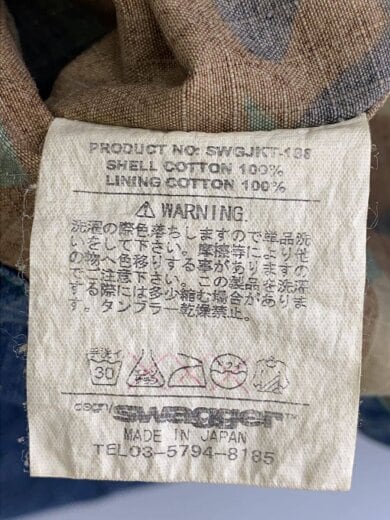 PRODUCT NO: SWGJKT-138
SHELL COTTON 100%
LINING COTTON 100%
⚠ WARNING.
洗濯の際色落ちしますので単品洗
いをして下さい。摩擦等により他
の物へ色移りする事がありますの
でご注意下さい。この製品を洗濯
する際には多少縮む場合がありま
す。タンブラー乾燥禁止。
30
swagger™
MADE IN JAPAN
TEL03-5794-8185